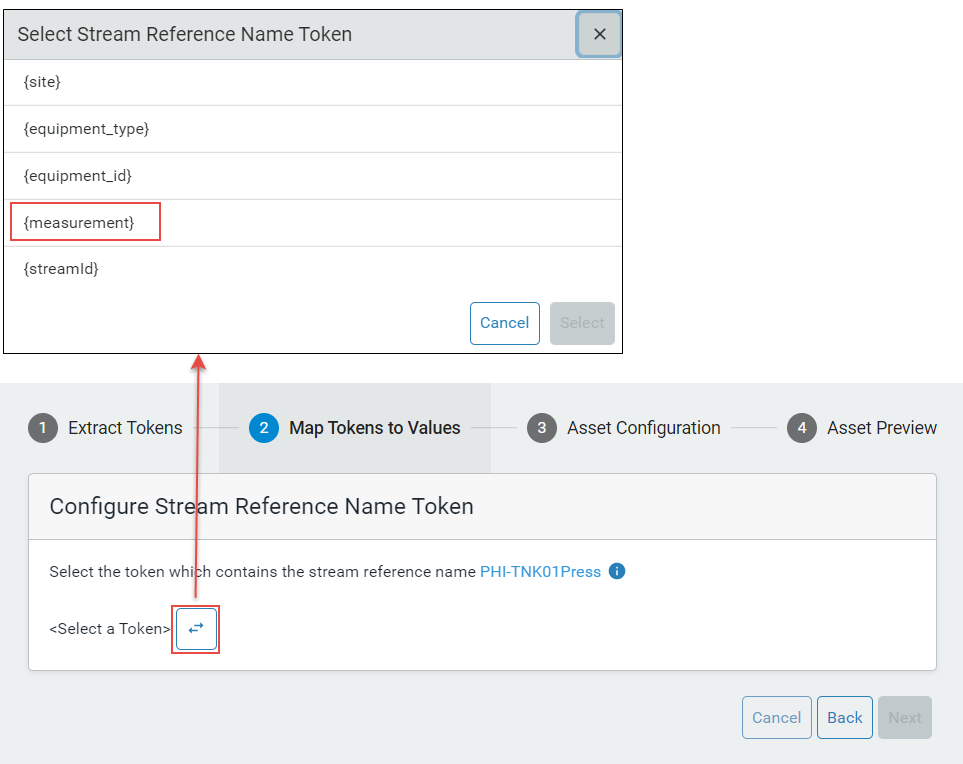 Select Stream Reference Name Token
{site}
{equipment_type}
{equipment_id}
{measurement}
{streamId}
Cancel Select
1 Extract Tokens 2 Map Tokens to Values 3 Asset Configuration 4 Asset Preview
Configure Stream Reference Name Token
Select the token which contains the stream reference name PHI-TNK01Press
<Select a Token>
Cancel Back Next